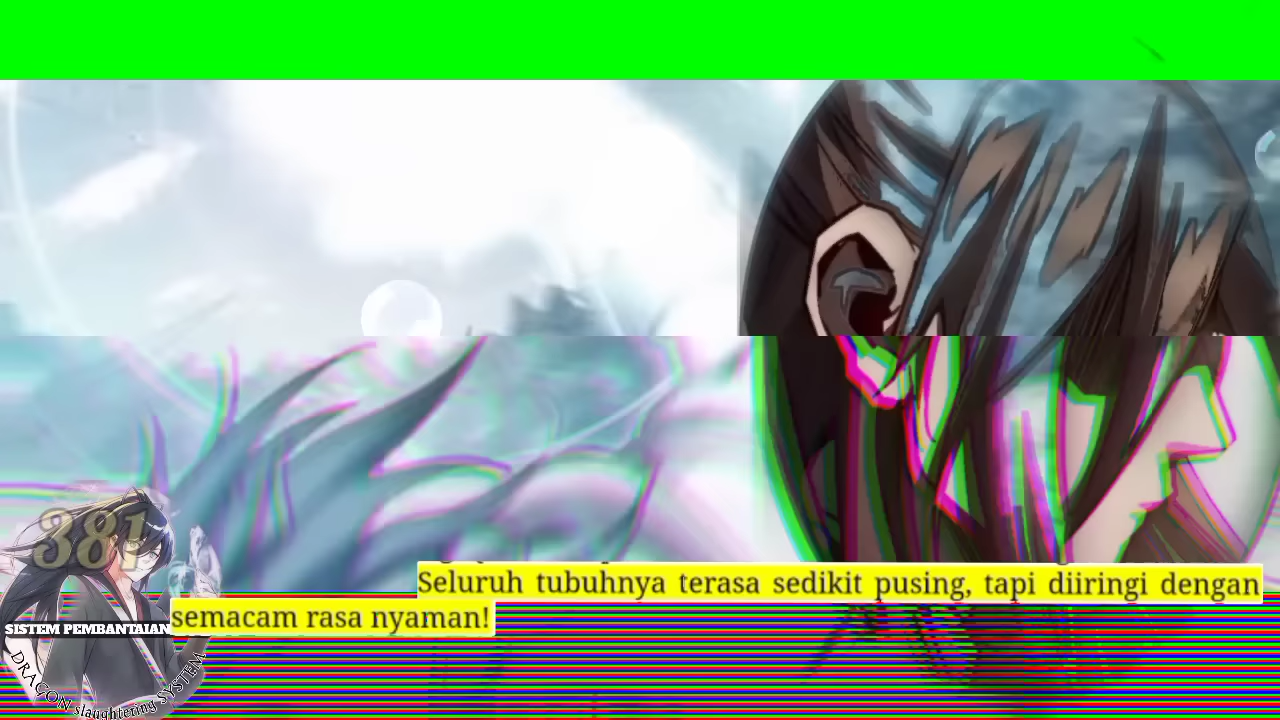 381
Seluruh tubuhnya terasa sedikit pusing, tapi diiringi dengan
semacam rasa nyaman!
SISTEM PEMBANTAIAN
DRAGON slaughtering SYSTEM